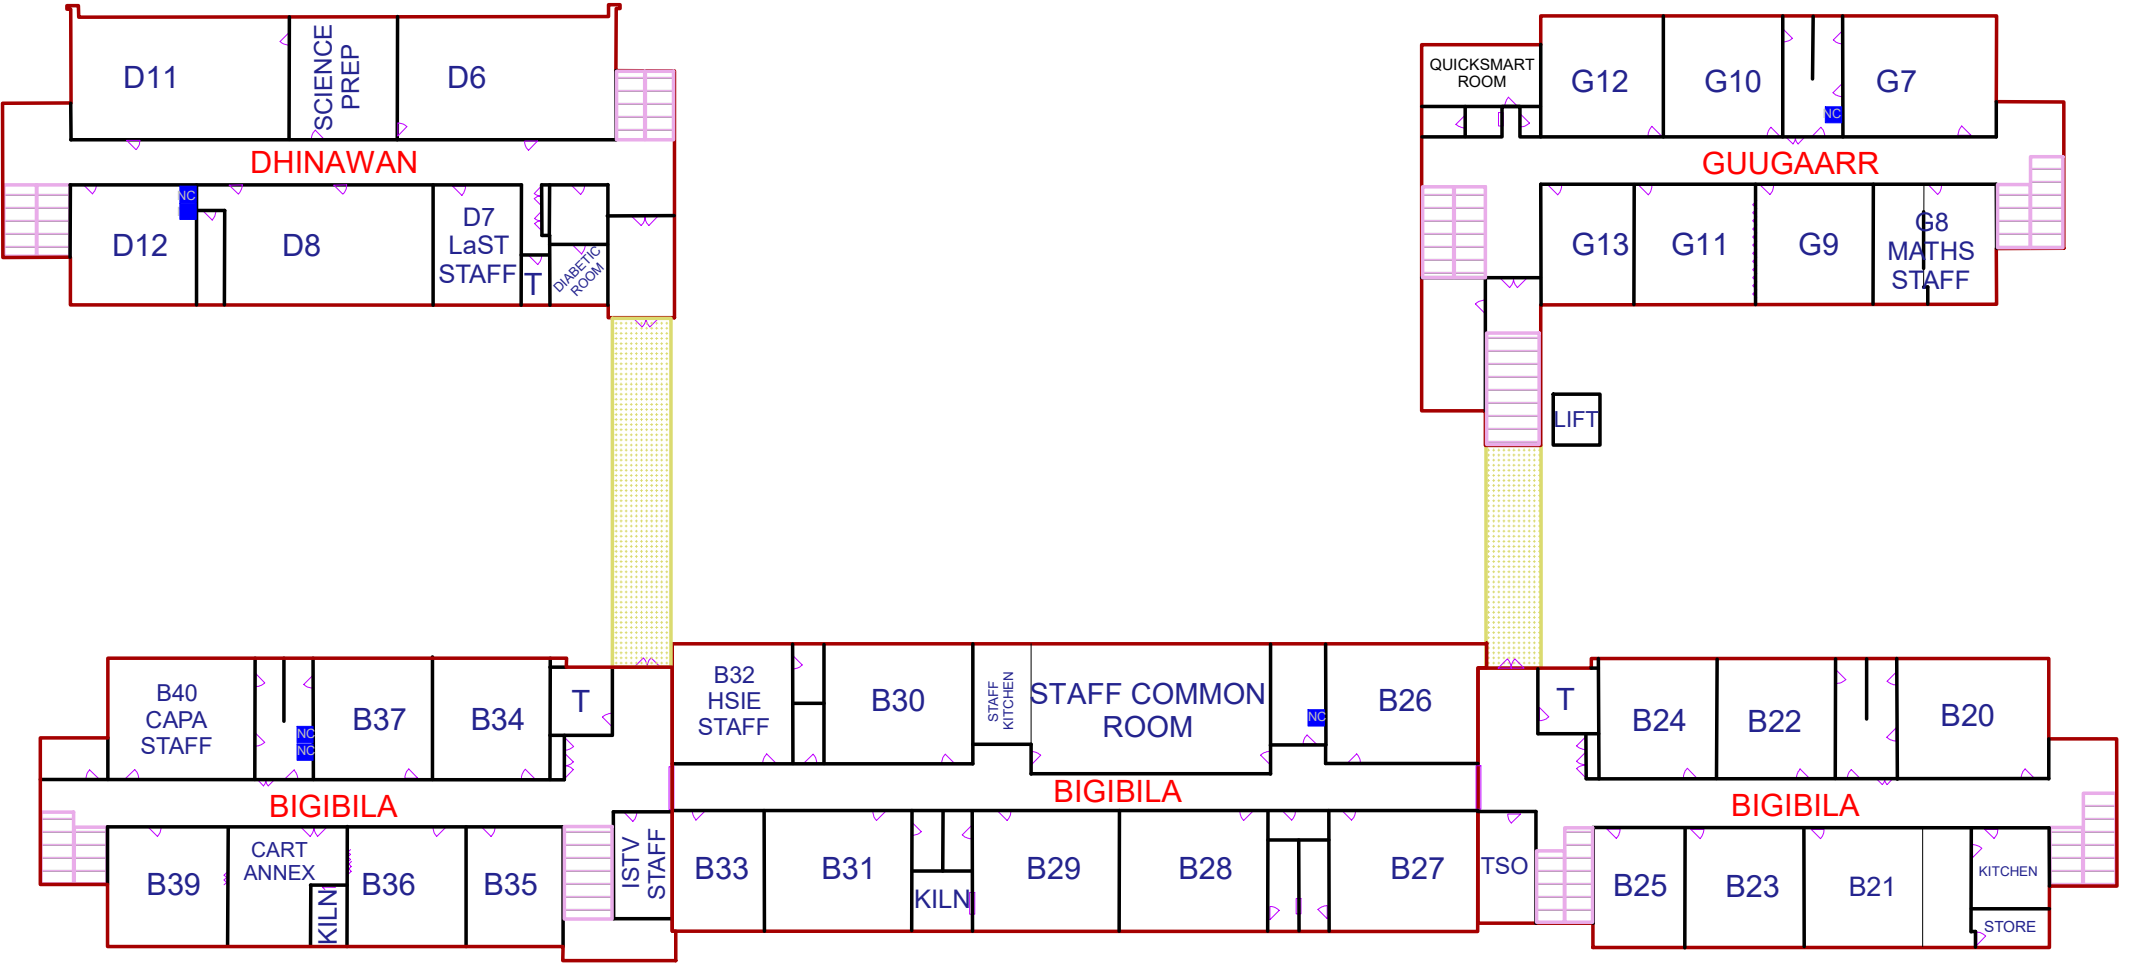 D11
SCIENCE
PREP
D6
DHINAWAN
NC
D12
D8
D7
LaST
STAFF
T
DIABETIC
ROOM
QUICKSMART
ROOM
G12
G10
NC
G7
GUUGAARR
G13
G11
G9
G8
MATHS
STAFF
LIFT
B40
CAPA
STAFF
NC
NC
B37
B34
T
BIGIBILA
B39
CART
ANNEX
KILN
B36
B35
ISTV
STAFF
B32
HSIE
STAFF
B30
STAFF
KITCHEN
STAFF COMMON
ROOM
NC
B26
BIGIBILA
B33
B31
KILN
B29
B28
B27
TSO
T
B24
B22
B20
BIGIBILA
B25
B23
B21
KITCHEN
STORE